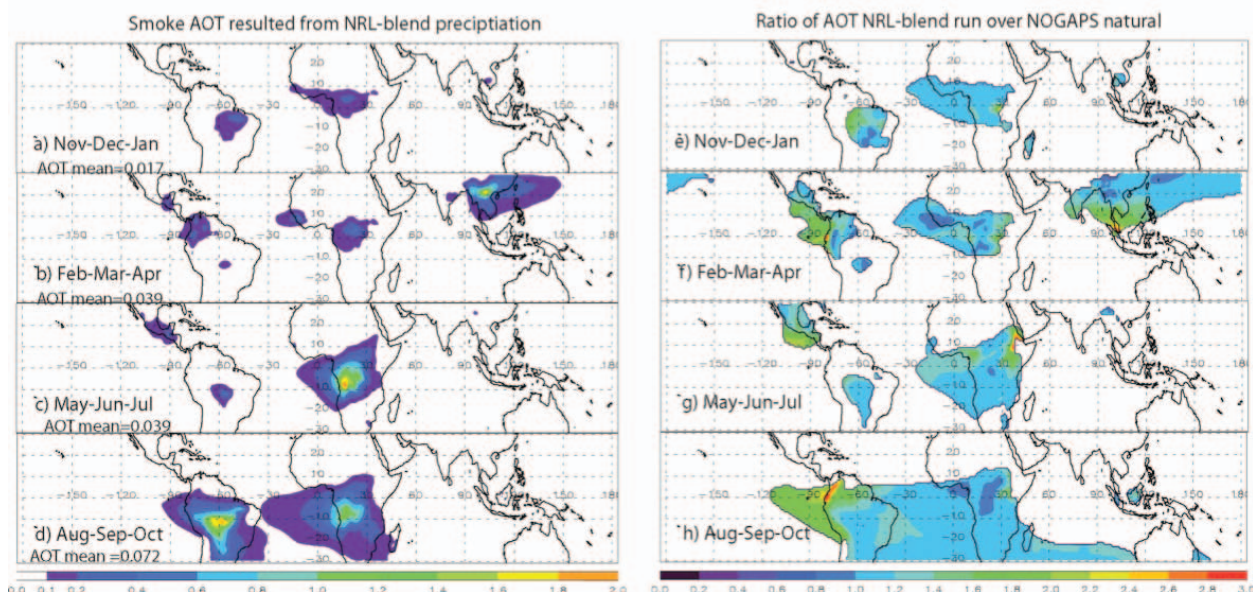 Smoke AOT resulted from NRL-blend precipitiation
Ratio of AOT NRL-blend run over NOGAPS natural
a) Nov-Dec-Jan
AOT mean=0.017
b) Feb-Mar-Apr
AOT mean=0.039
c) May-Jun-Jul
AOT mean=0.039
d) Aug-Sep-Oct
AOT mean =0.072
e) Nov-Dec-Jan
f) Feb-Mar-Apr
g) May-Jun-Jul
h) Aug-Sep-Oct
0.0 0.1 0.2 0.4 0.6 0.8 1.0 1.2 1.4 1.6 1.8 2.0
0.0 0.2 0.4 0.6 0.8 1.0 1.2 1.4 1.6 1.8 2.0 2.2 2.4 2.6 2.8 3.0